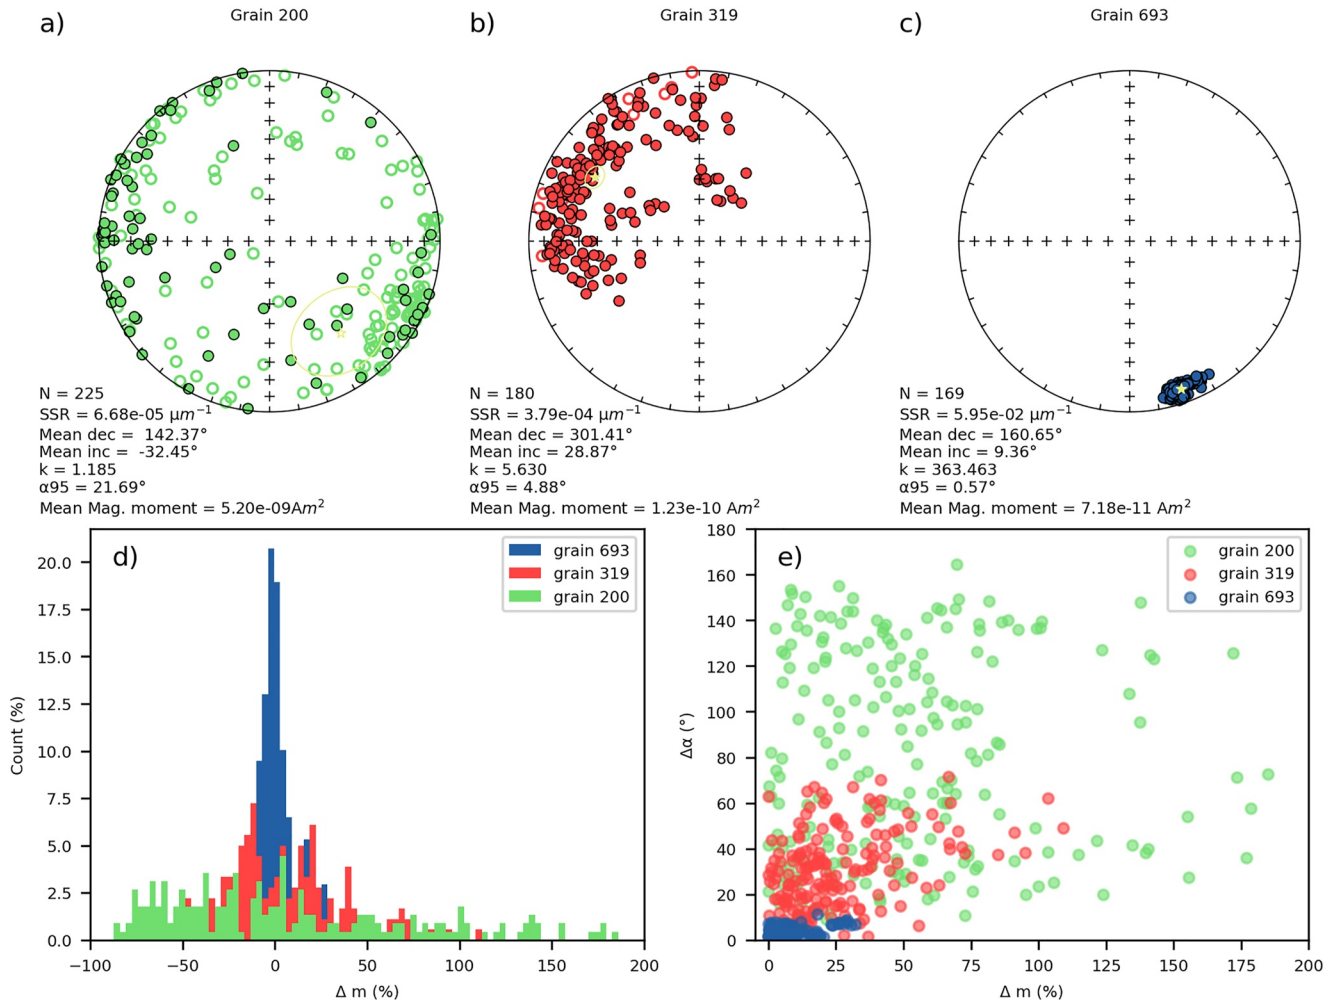 a)
Grain 200
b)
Grain 319
c)
Grain 693
N = 225
SSR = 6.68e-05 μm⁻¹
Mean dec =  142.37°
Mean inc =  -32.45°
k = 1.185
α95 = 21.69°
Mean Mag. moment = 5.20e-09Am²
N = 180
SSR = 3.79e-04 μm⁻¹
Mean dec = 301.41°
Mean inc = 28.87°
k = 5.630
α95 = 4.88°
Mean Mag. moment = 1.23e-10 Am²
N = 169
SSR = 5.95e-02 μm⁻¹
Mean dec = 160.65°
Mean inc = 9.36°
k = 363.463
α95 = 0.57°
Mean Mag. moment = 7.18e-11 Am²
d)
grain 693
grain 319
grain 200
Count (%)
20.0
17.5
15.0
12.5
10.0
7.5
5.0
2.5
0.0
−100
−50
0
50
100
150
200
Δ m (%)
e)
grain 200
grain 319
grain 693
Δα (°)
180
160
140
120
100
80
60
40
20
0
0
25
50
75
100
125
150
175
200
Δ m (%)